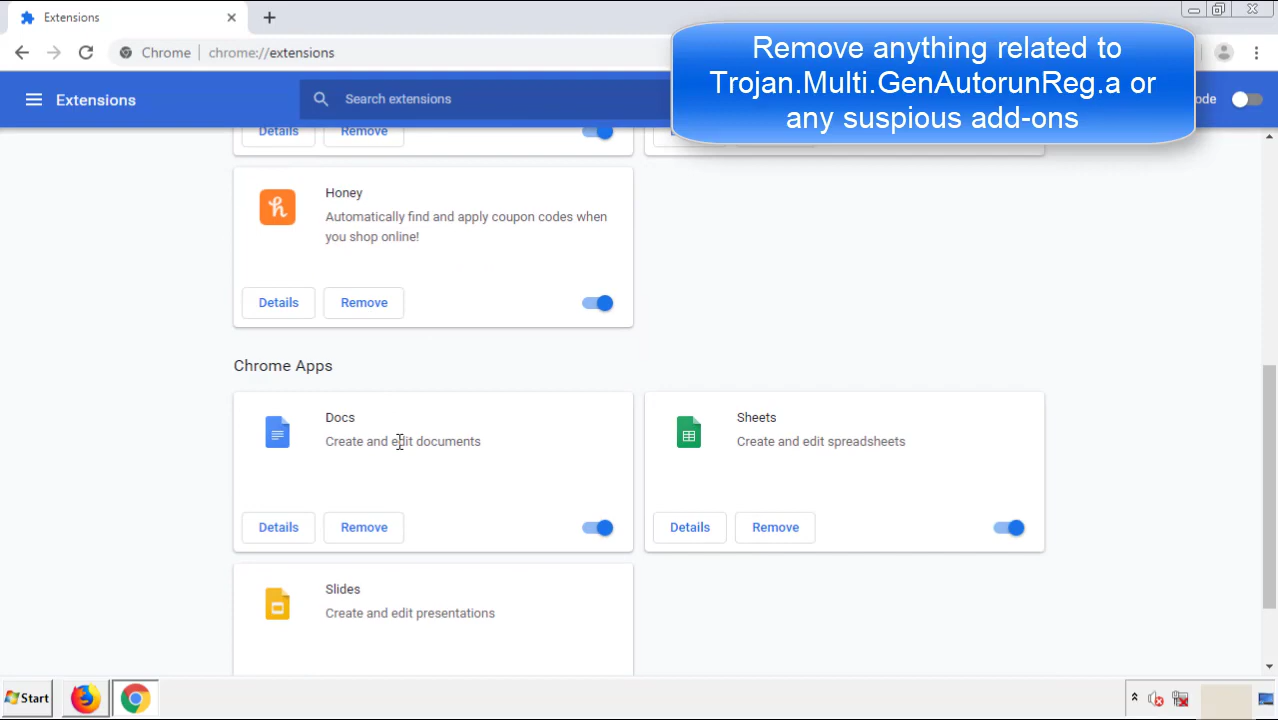 Extensions
Chrome
chrome://extensions
Remove anything related to
Trojan.Multi.GenAutorunReg.a or
any suspious add-ons
Extensions
Search extensions
ode
Details
Remove
Honey
Automatically find and apply coupon codes when
you shop online!
Details
Remove
Chrome Apps
Docs
Create and edit documents
Details
Remove
Sheets
Create and edit spreadsheets
Details
Remove
Slides
Create and edit presentations
Start